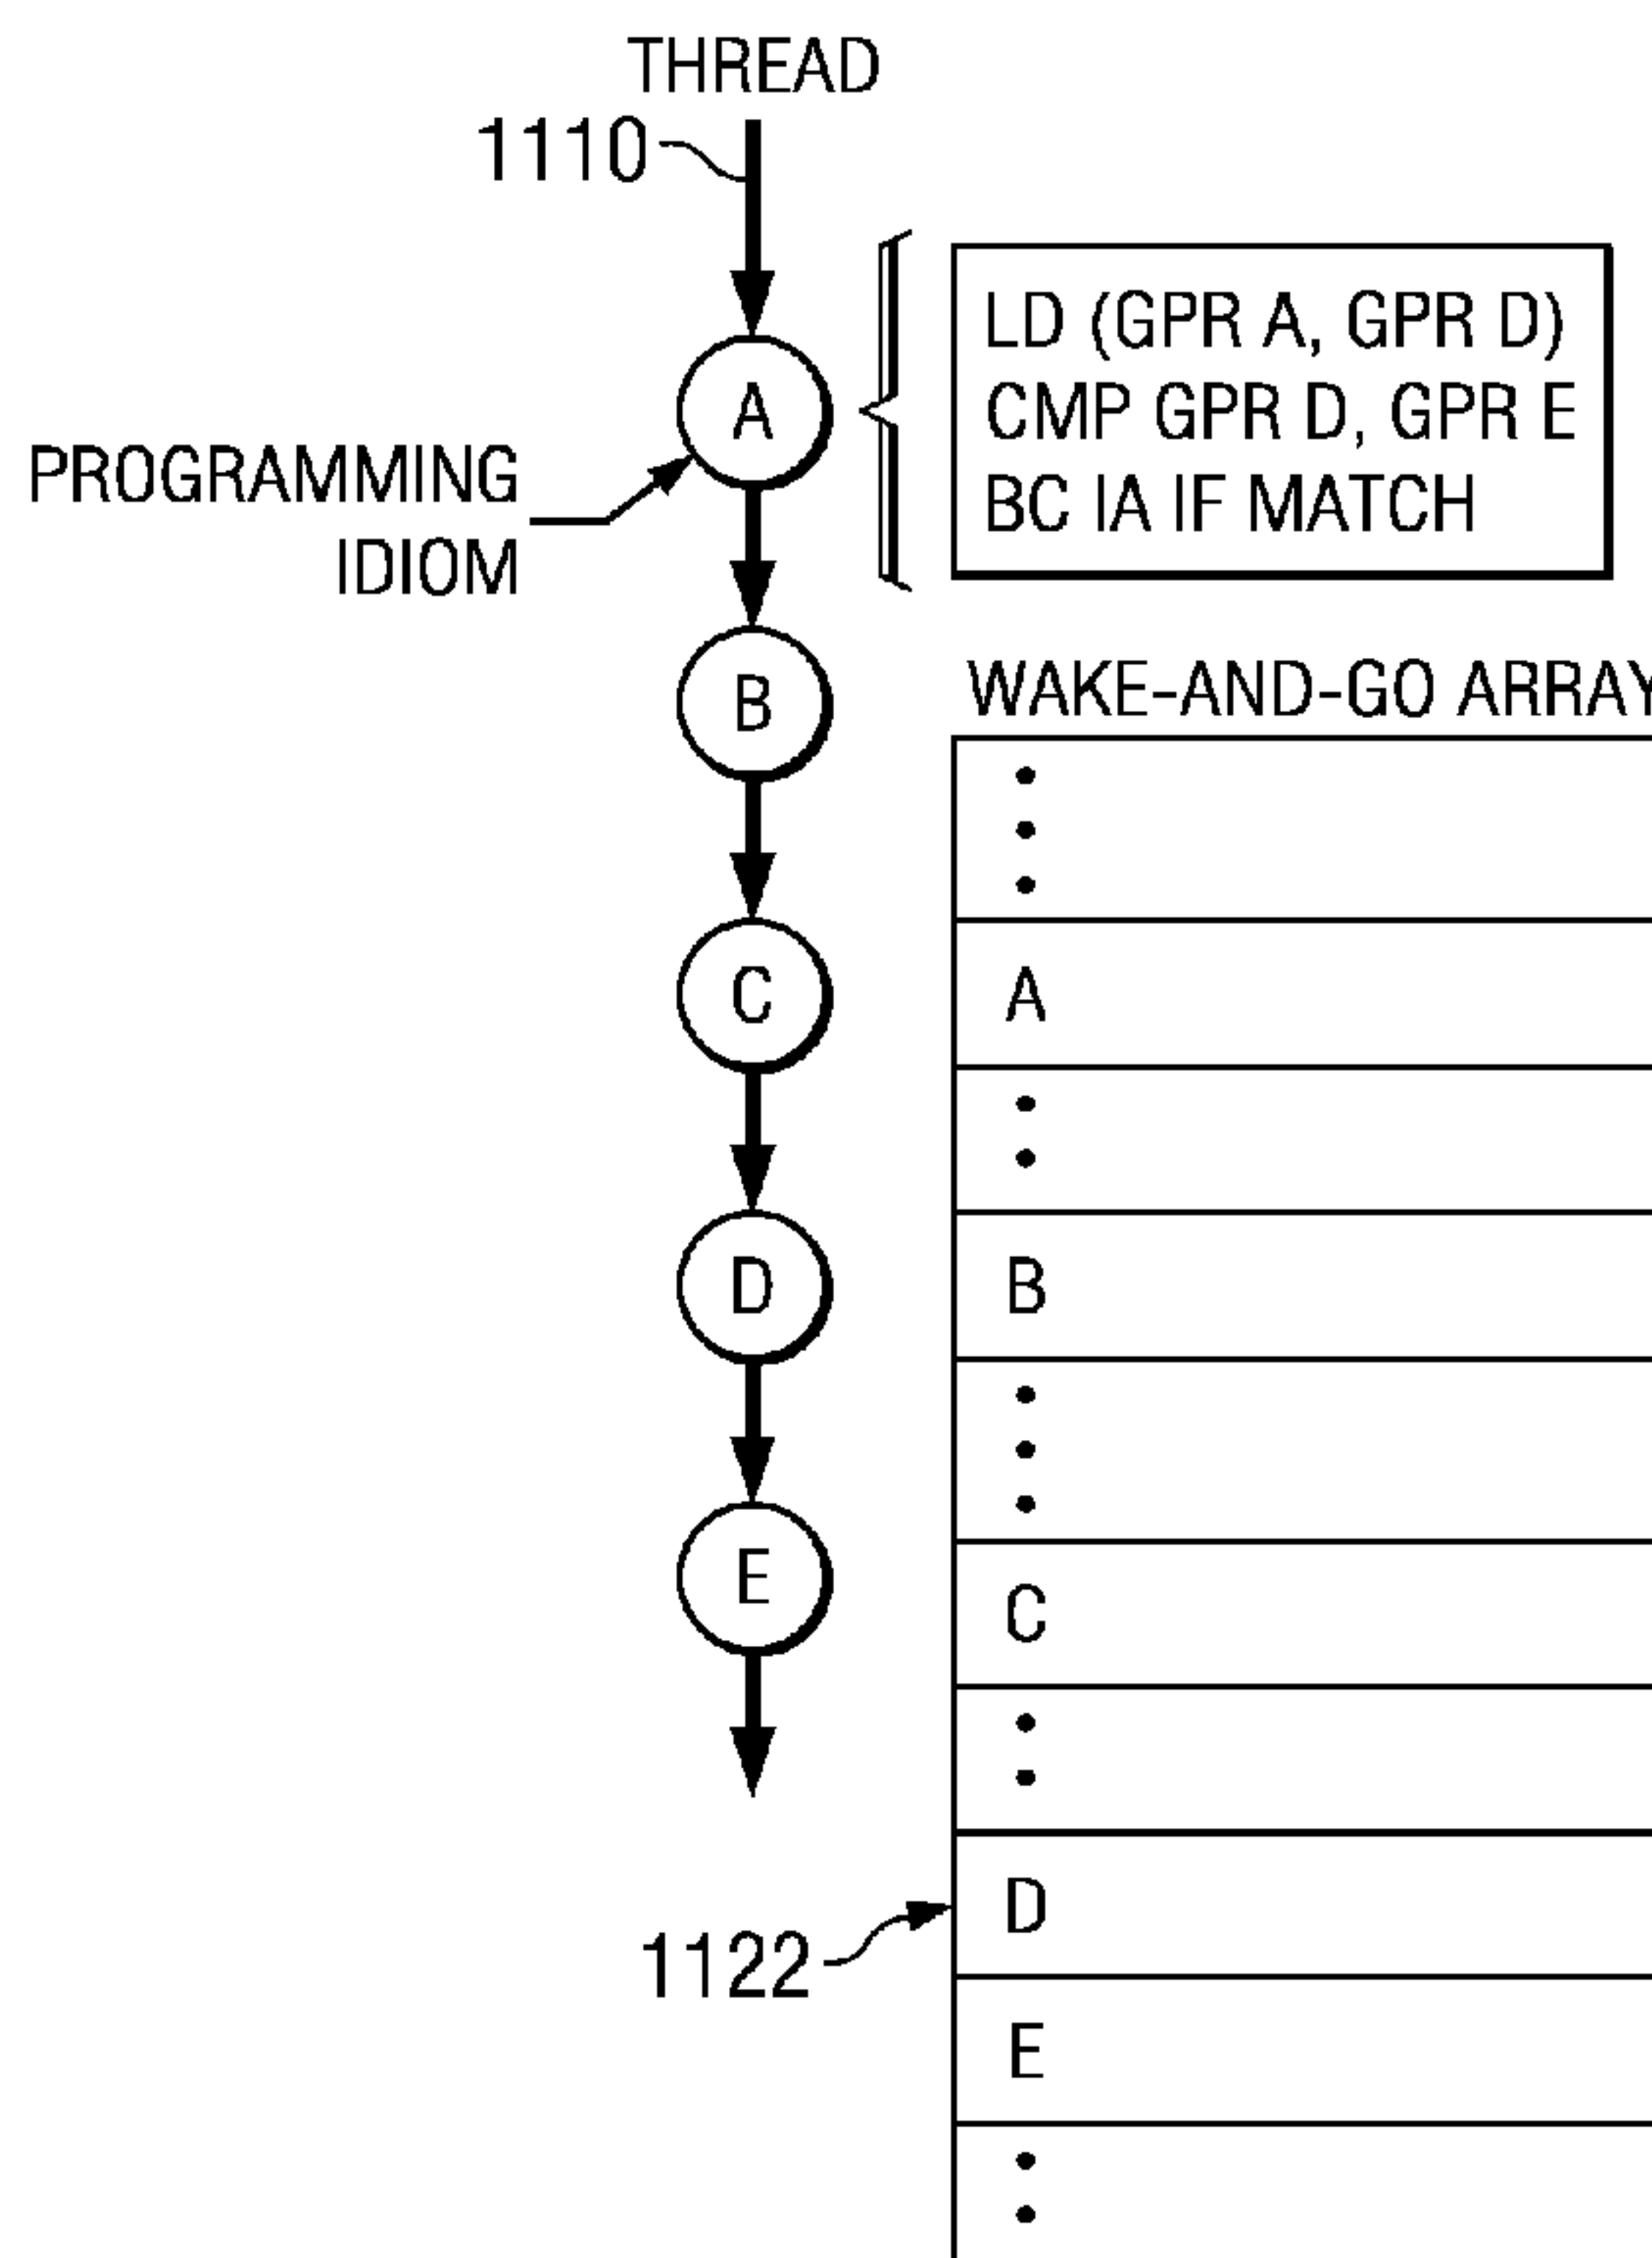 THREAD
1110
A
LD (GPR A, GPR D)
CMP GPR D, GPR E
BC IA IF MATCH
PROGRAMMING
IDIOM
B
C
D
E
WAKE-AND-GO ARRAY
A
B
C
D
E
1122